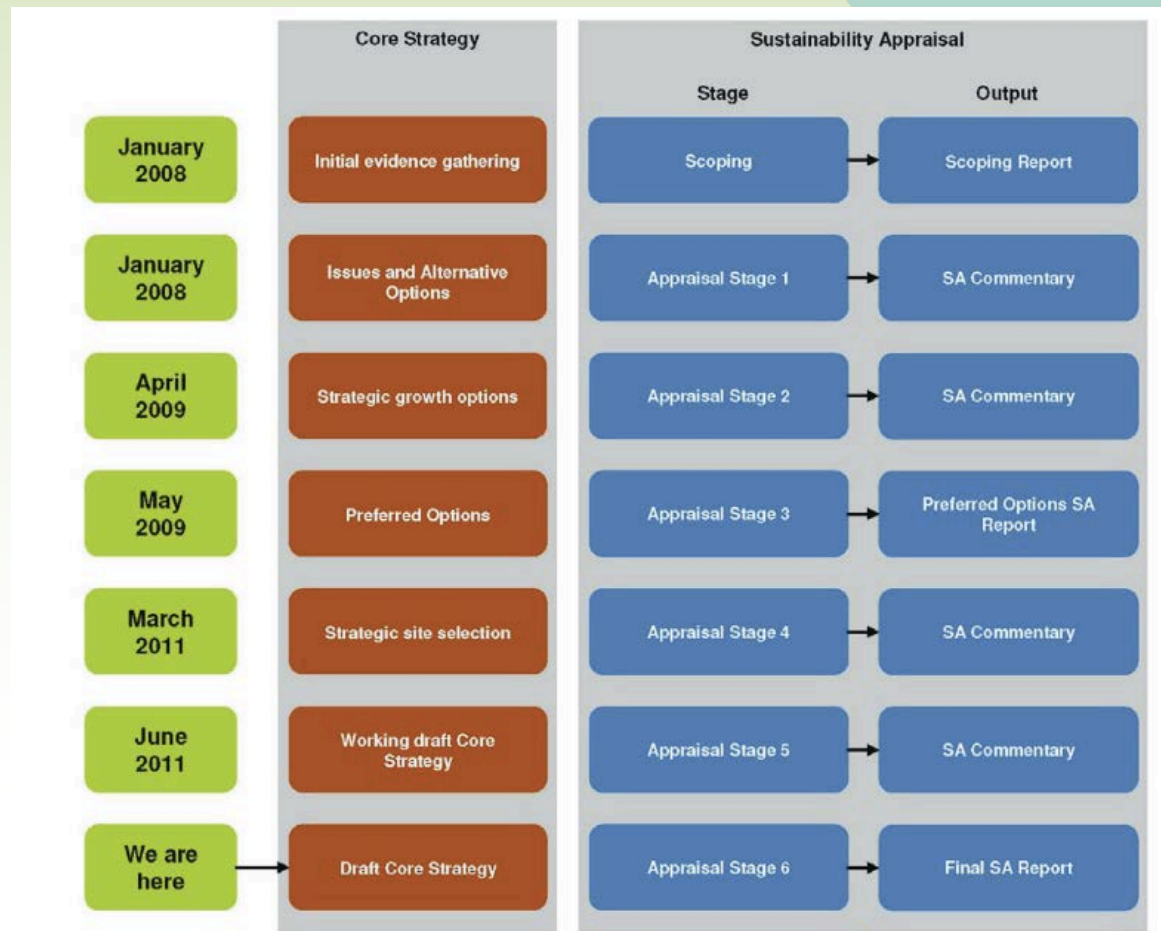 Core Strategy
Sustainability Appraisal
Stage
Output
January
2008
Initial evidence gathering
Scoping
Scoping Report
January
2008
Issues and Alternative
Options
Appraisal Stage 1
SA Commentary
April
2009
Strategic growth options
Appraisal Stage 2
SA Commentary
May
2009
Preferred Options
Appraisal Stage 3
Preferred Options SA
Report
March
2011
Strategic site selection
Appraisal Stage 4
SA Commentary
June
2011
Working draft Core
Strategy
Appraisal Stage 5
SA Commentary
We are
here
Draft Core Strategy
Appraisal Stage 6
Final SA Report